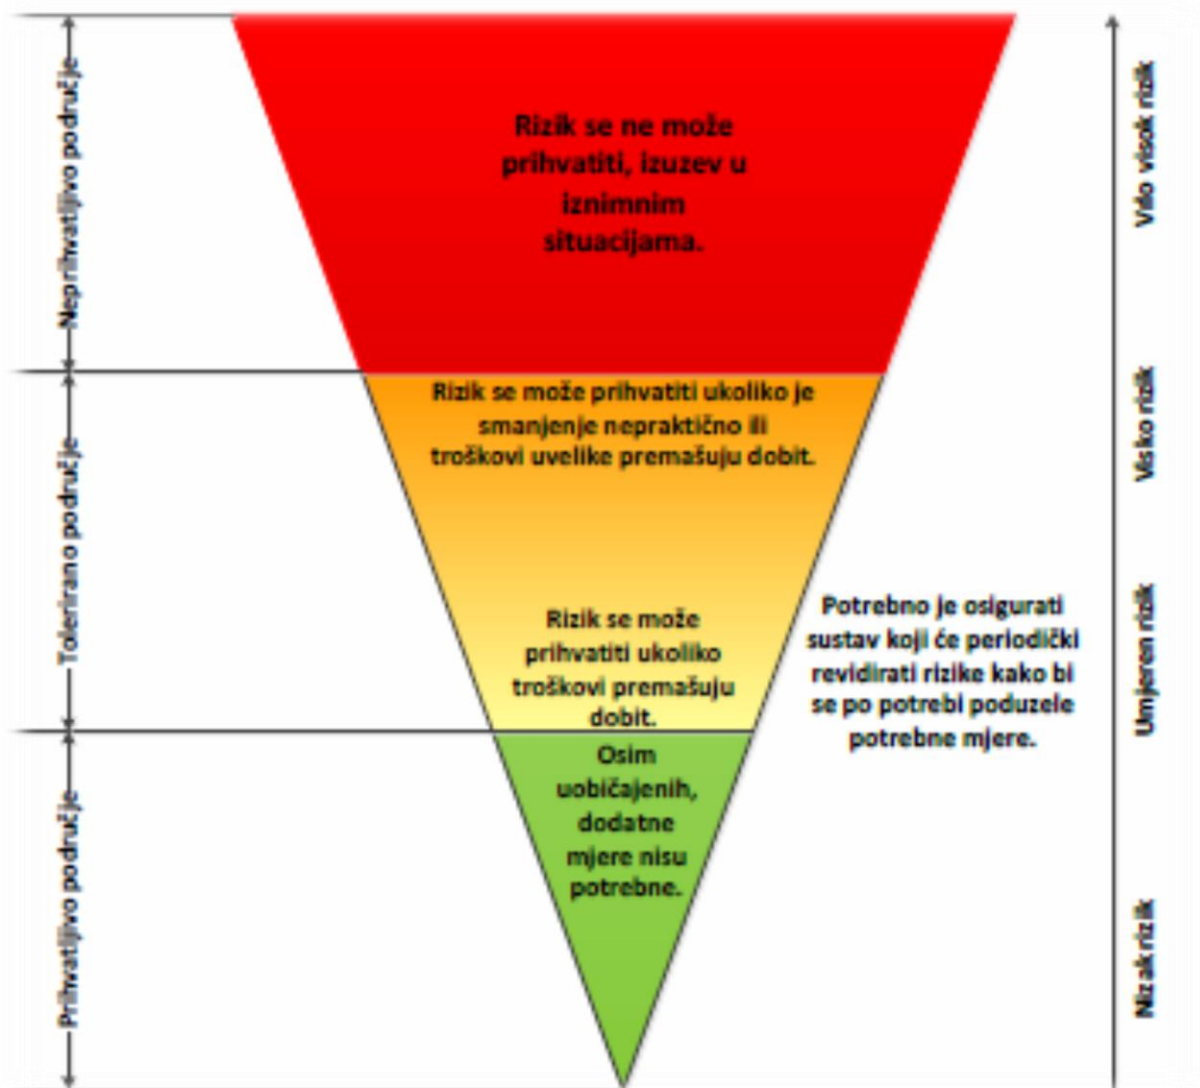 Neprihvatljivo područje
Tolerirano područje
Prihvatljivo područje
Rizik se ne može
prihvatiti, izuzev u
iznimnim
situacijama.
Rizik se može prihvatiti ukoliko je
smanjenje nepraktično ili
troškovi uvelike premašuju dobit.
Rizik se može
prihvatiti ukoliko
troškovi premašuju
dobit.
Osim
uobičajenih,
dodatne
mjere nisu
potrebne.
Potrebno je osigurati
sustav koji će periodički
revidirati rizike kako bi
se po potrebi poduzele
potrebne mjere.
Vrlo visok rizik
Visko rizik
Umjeren rizik
Nizak rizik